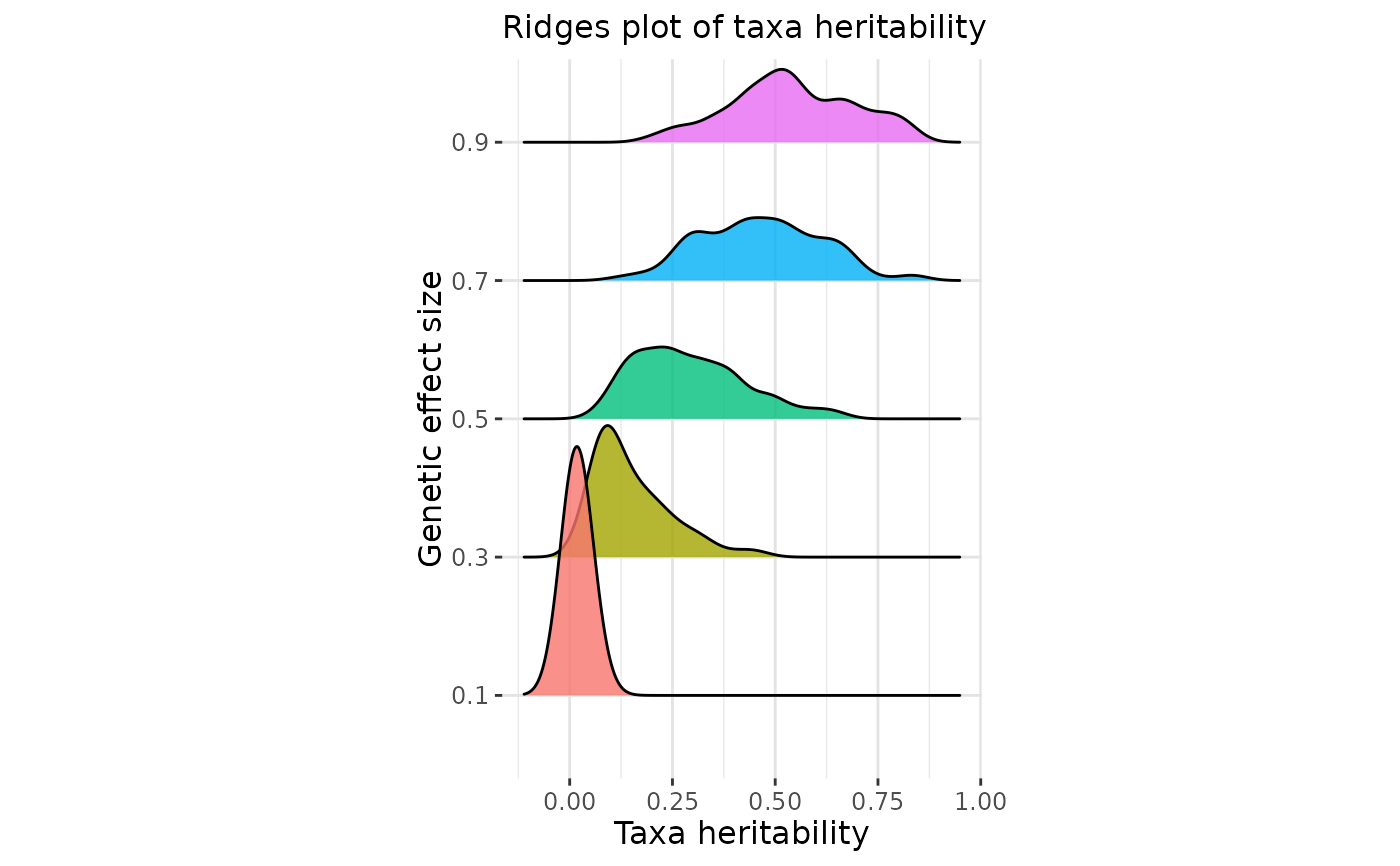 Ridges plot of taxa heritability
0.9
0.7
0.5
0.3
0.1
Genetic effect size
0.00 0.25 0.50 0.75 1.00
Taxa heritability